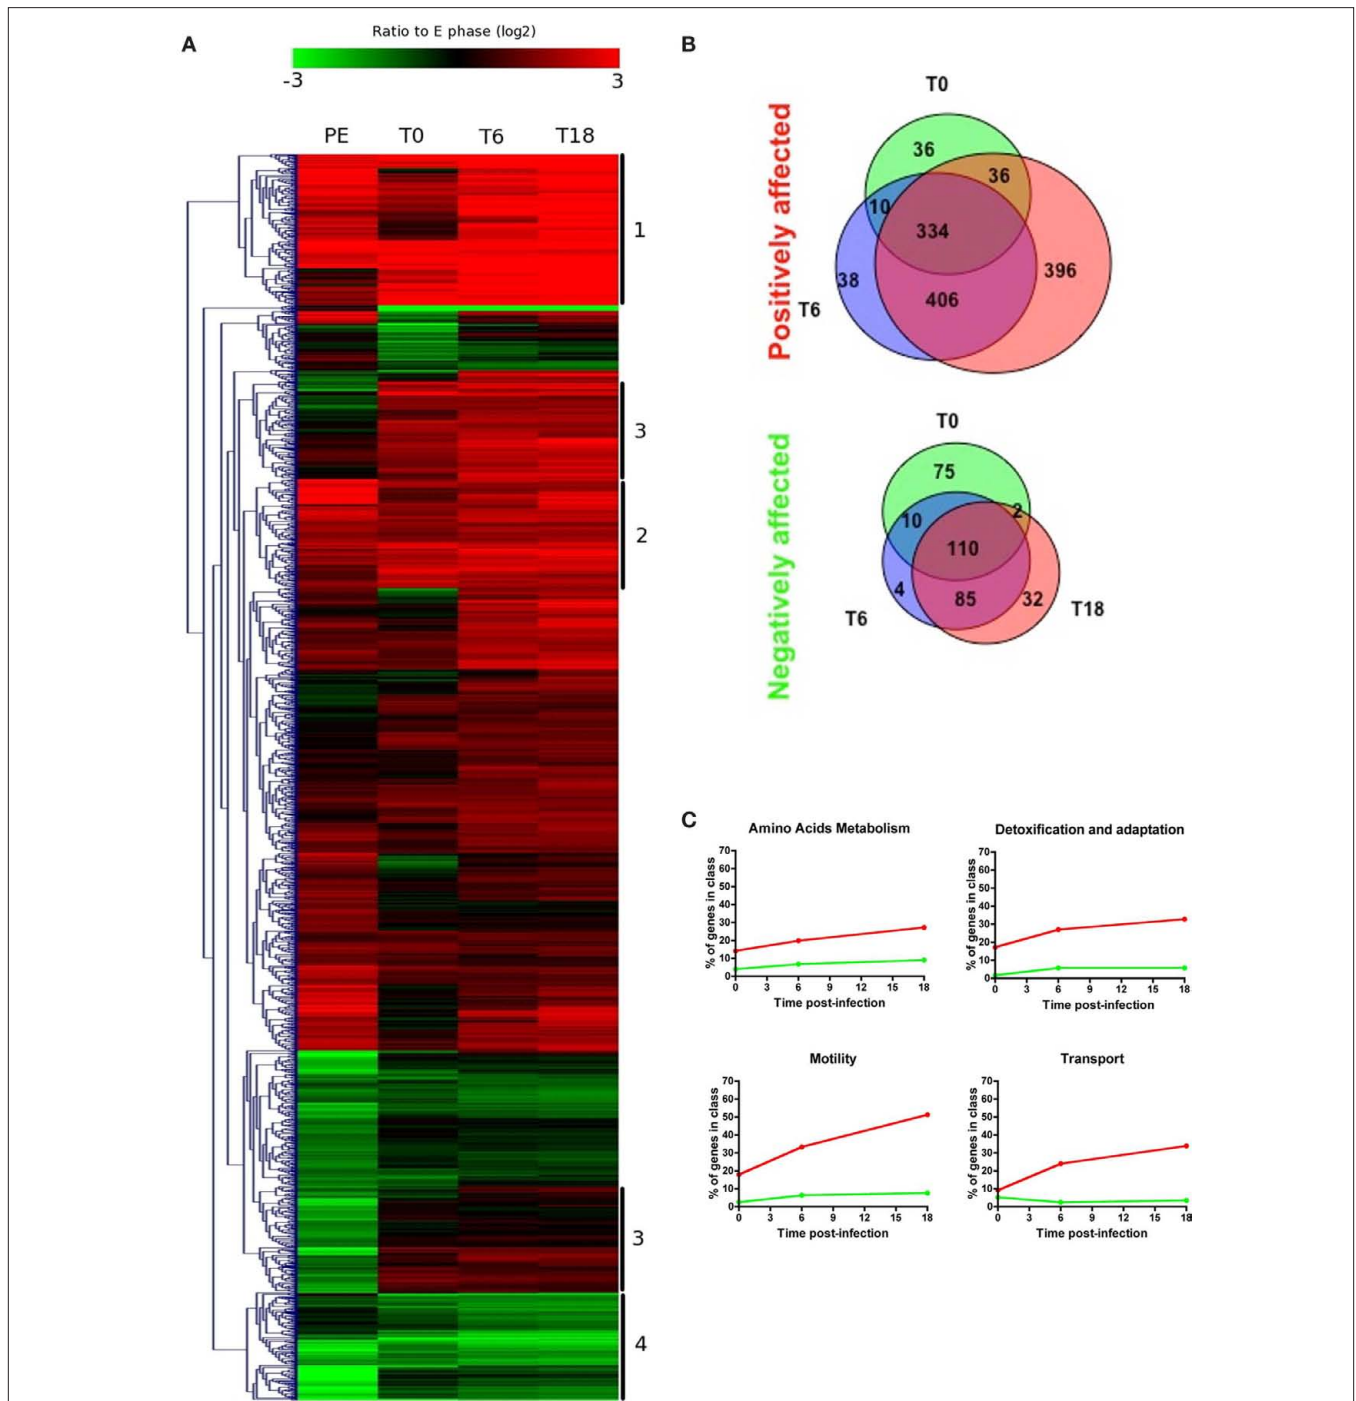 A
Ratio to E phase (log2)
-3
3
PE
T0
T6
T18
1
3
2
3
4
B
Positively affected
T0
36
36
10
334
38
396
406
T6
Negatively affected
T0
75
10
2
110
4
85
32
T6
T18
C
Amino Acids Metabolism
% of genes in class
70
60
50
40
30
20
10
0
0 3 6 9 12 15 18
Time post-infection
Detoxification and adaptation
% of genes in class
70
60
50
40
30
20
10
0
0 3 6 9 12 15 18
Time post-infection
Motility
% of genes in class
70
60
50
40
30
20
10
0
0 3 6 9 12 15 18
Time post-infection
Transport
% of genes in class
70
60
50
40
30
20
10
0
0 3 6 9 12 15 18
Time post-infection